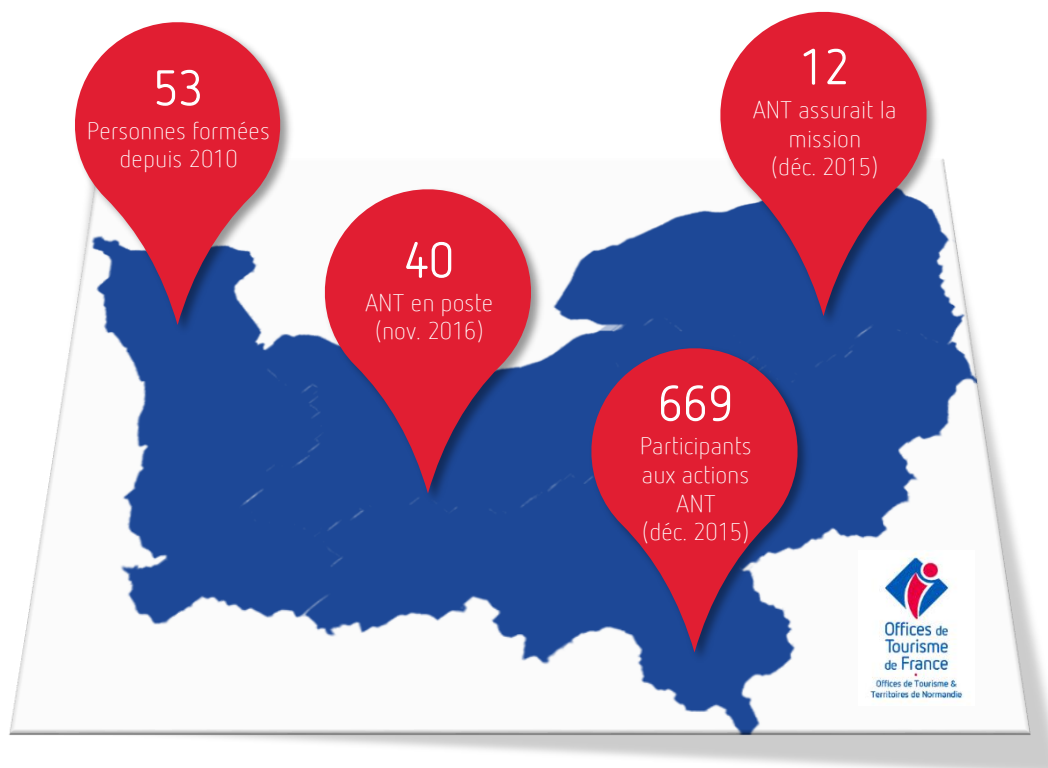 53
Personnes formées
depuis 2010
12
ANT assurait la
mission
(déc. 2015)
40
ANT en poste
(nov. 2016)
669
Participants
aux actions
ANT
(déc. 2015)
Offices de
Tourisme
de France
Offices de Tourisme &
Territoires de Normandie